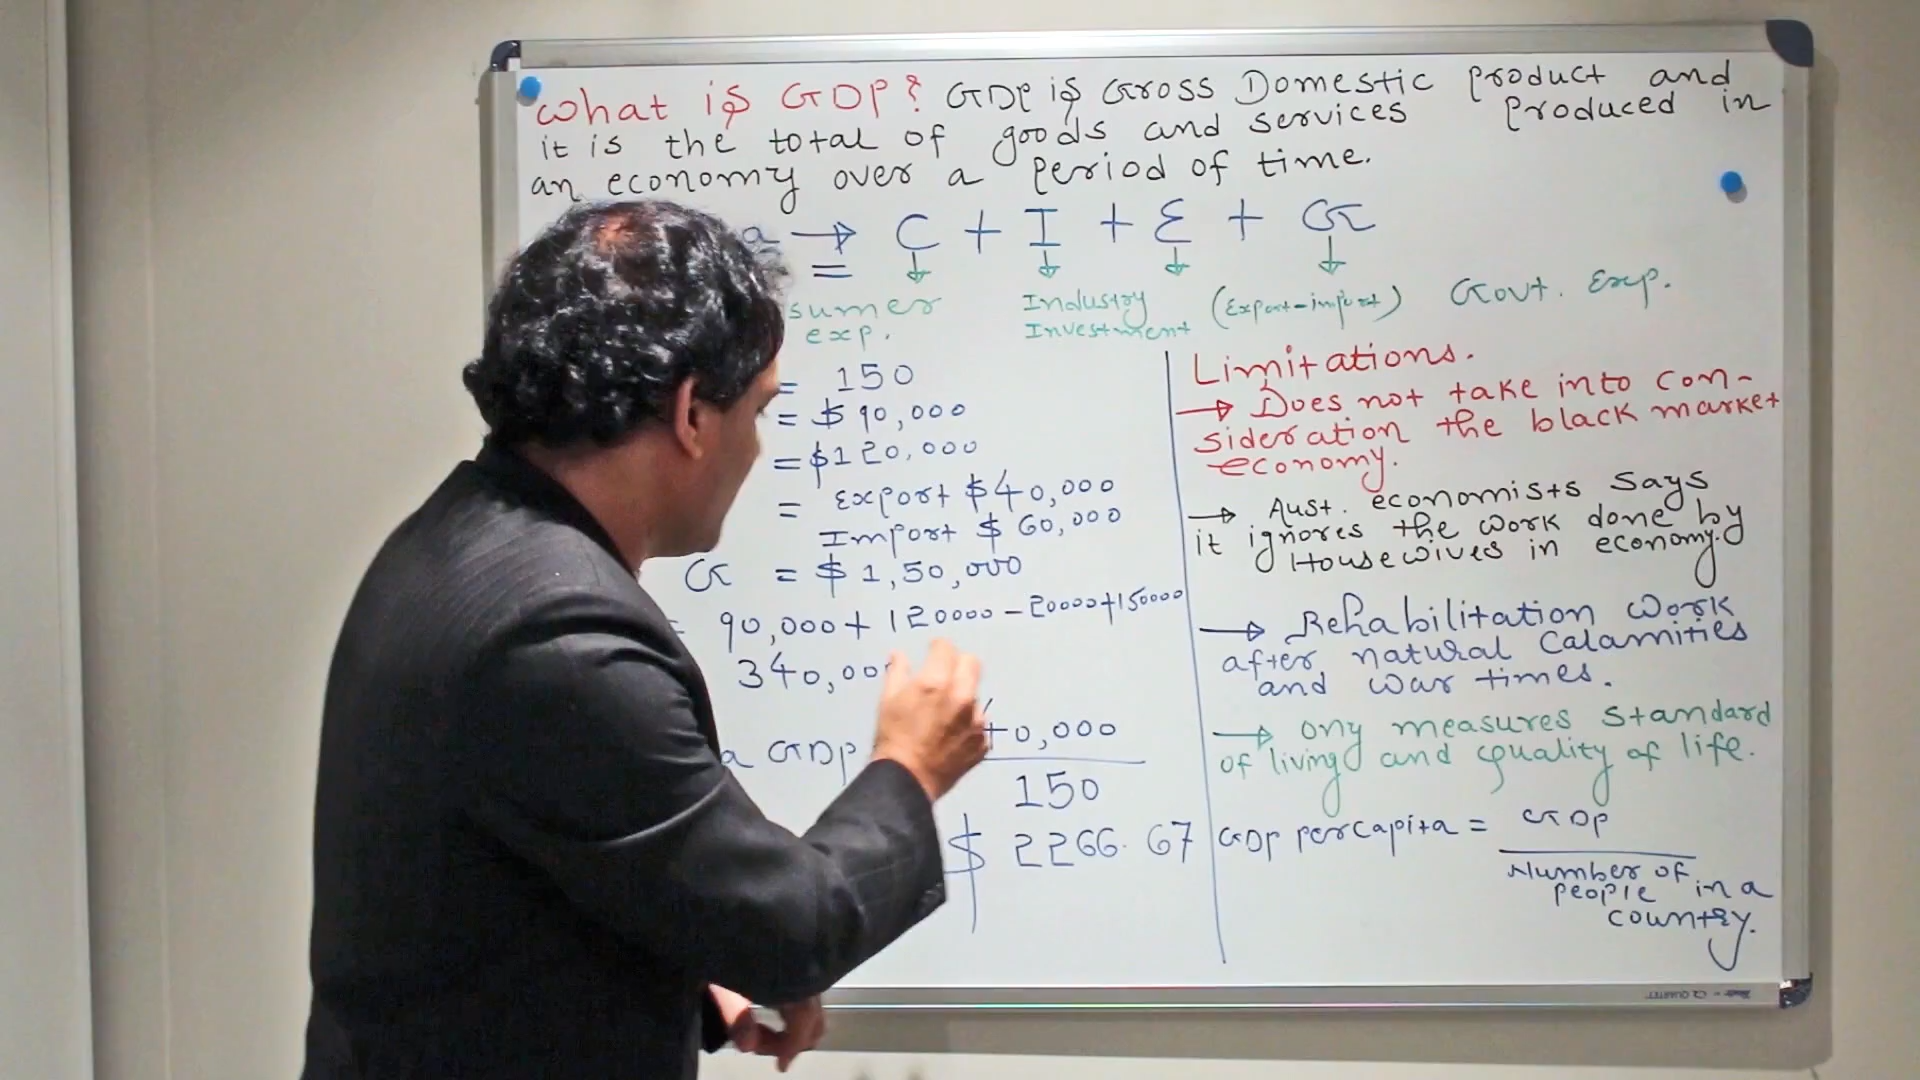 What is GDP? GDP is Gross Domestic product and
it is the total of goods and services produced in
an economy over a period of time.
a → C + I + E + G
=
sumer
exp.
Industry
Investment
(Export-import)
Govt. Exp.
= 150
= $ 90,000
= $120,000
= Export $40,000
Import $ 60,000
G = $ 1,50,000
= 90,000 + 120000 - 20000+150000
340,00
a GDP
40,000
150
$ 2266.67
Limitations.
→ Does not take into con-
sideration the black market
economy.
→ Aust. economists says
it ignores the work done by
Housewives in economy.
→ Rehabilitation work
after natural Calamities
and war times.
→ ony measures standard
of living and quality of life.
GDP percapita = GDP
Number of
people in a
country.